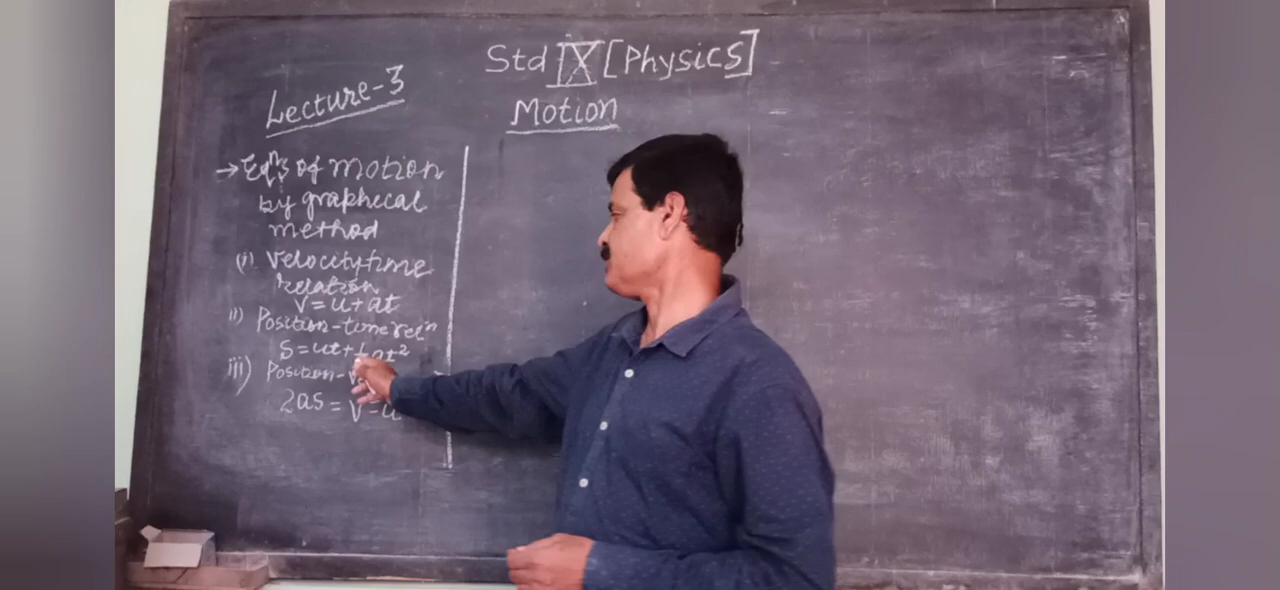 Std IX [Physics]
Motion
Lecture-3
→ Eqns of motion
by graphical
method
(i) Velocity time
relation
v=u+at
ii) Position-time reln
S=ut+½at²
iii) Position-
2as = v - u